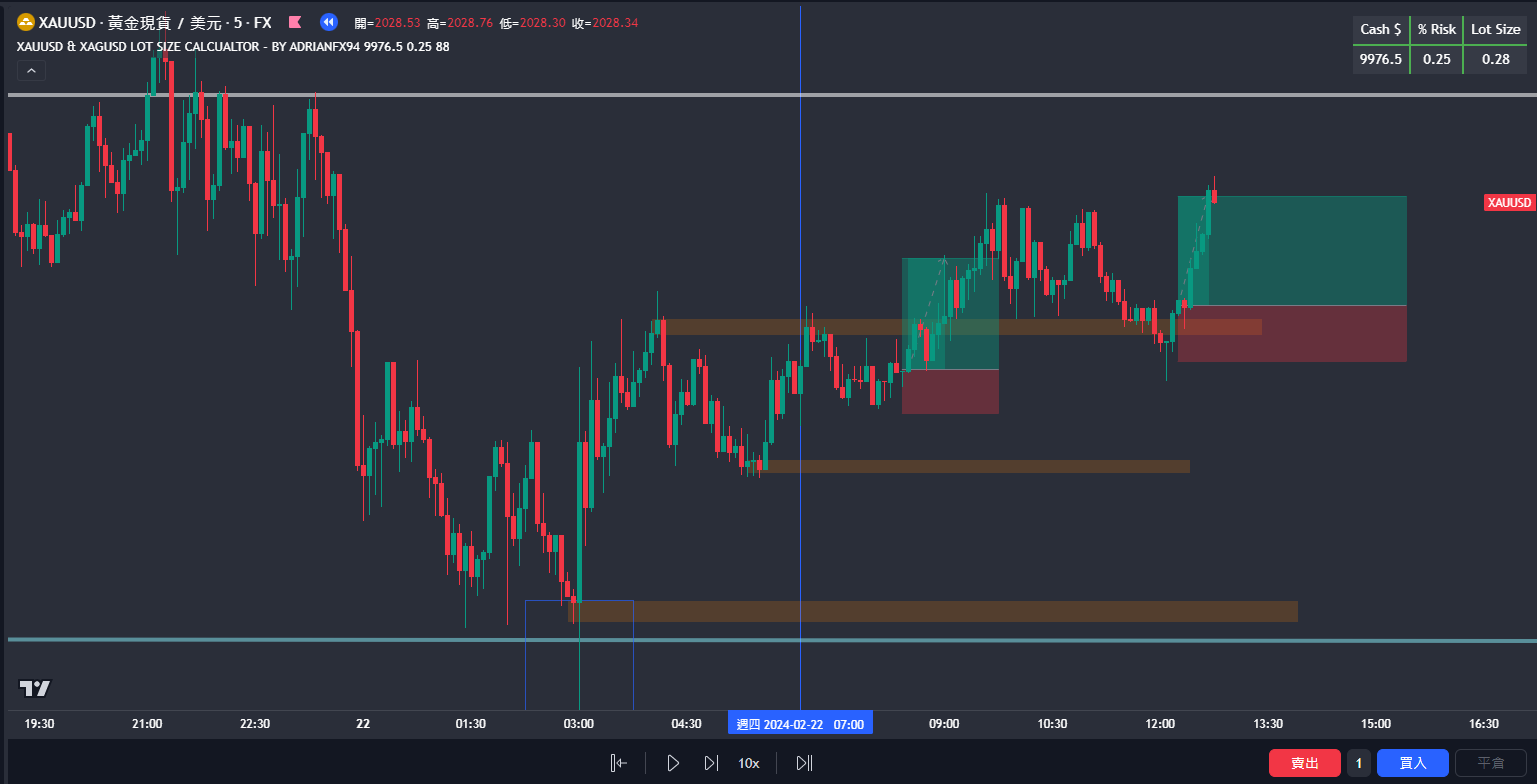 XAUUSD · 黃金現貨 / 美元 · 5 · FX 開=2028.53 高=2028.76 低=2028.30 收=2028.34
XAUUSD & XAGUSD LOT SIZE CALCUALTOR - BY ADRIANFX94 9976.5 0.25 88
Cash $ % Risk Lot Size
9976.5 0.25 0.28
XAUUSD
19:30 21:00 22:30 22 01:30 03:00 04:30 週四 2024-02-22 07:00 09:00 10:30 12:00 13:30 15:00 16:30
10x 賣出 1 買入 平倉